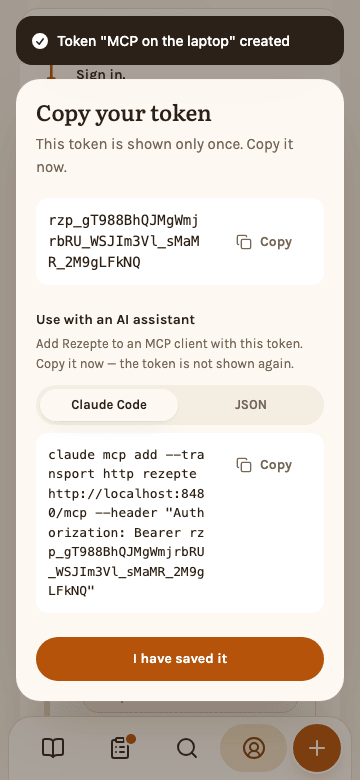 Token "MCP on the laptop" created
Sign in.
Copy your token
This token is shown only once. Copy it
now.
rzp_gT988BhQJMgWmj
rbRU_WSJIm3Vl_sMaM
R_2M9gLFkNQ
Copy
Use with an AI assistant
Add Rezepte to an MCP client with this token.
Copy it now — the token is not shown again.
Claude Code
JSON
claude mcp add --tra
nsport http rezepte
http://localhost:848
0/mcp --header "Auth
orization: Bearer rz
p_gT988BhQJMgWmjrbRU
_WSJIm3Vl_sMaMR_2M9g
LFkNQ"
Copy
I have saved it